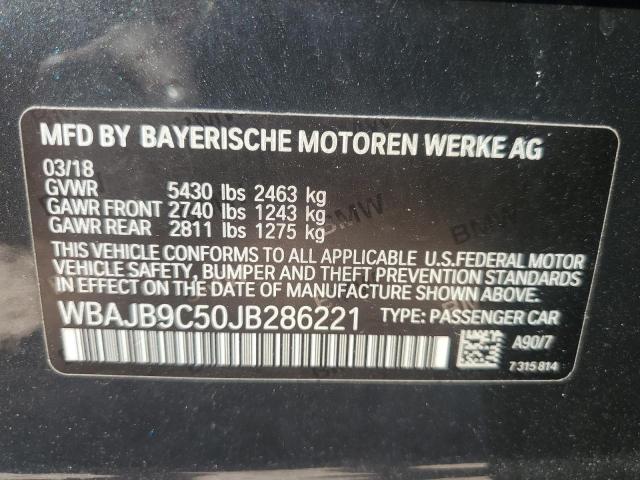 MFD BY BAYERISCHE MOTOREN WERKE AG
03/18
GVWR 5430 lbs 2463 kg
GAWR FRONT 2740 lbs 1243 kg
GAWR REAR 2811 lbs 1275 kg
THIS VEHICLE CONFORMS TO ALL APPLICABLE U.S.FEDERAL MOTOR
VEHICLE SAFETY, BUMPER AND THEFT PREVENTION STANDARDS
IN EFFECT ON THE DATE OF MANUFACTURE SHOWN ABOVE.
WBAJB9C50JB286221 TYPE: PASSENGER CAR
A90/7
7 315 814
BMW
BMW
BMW